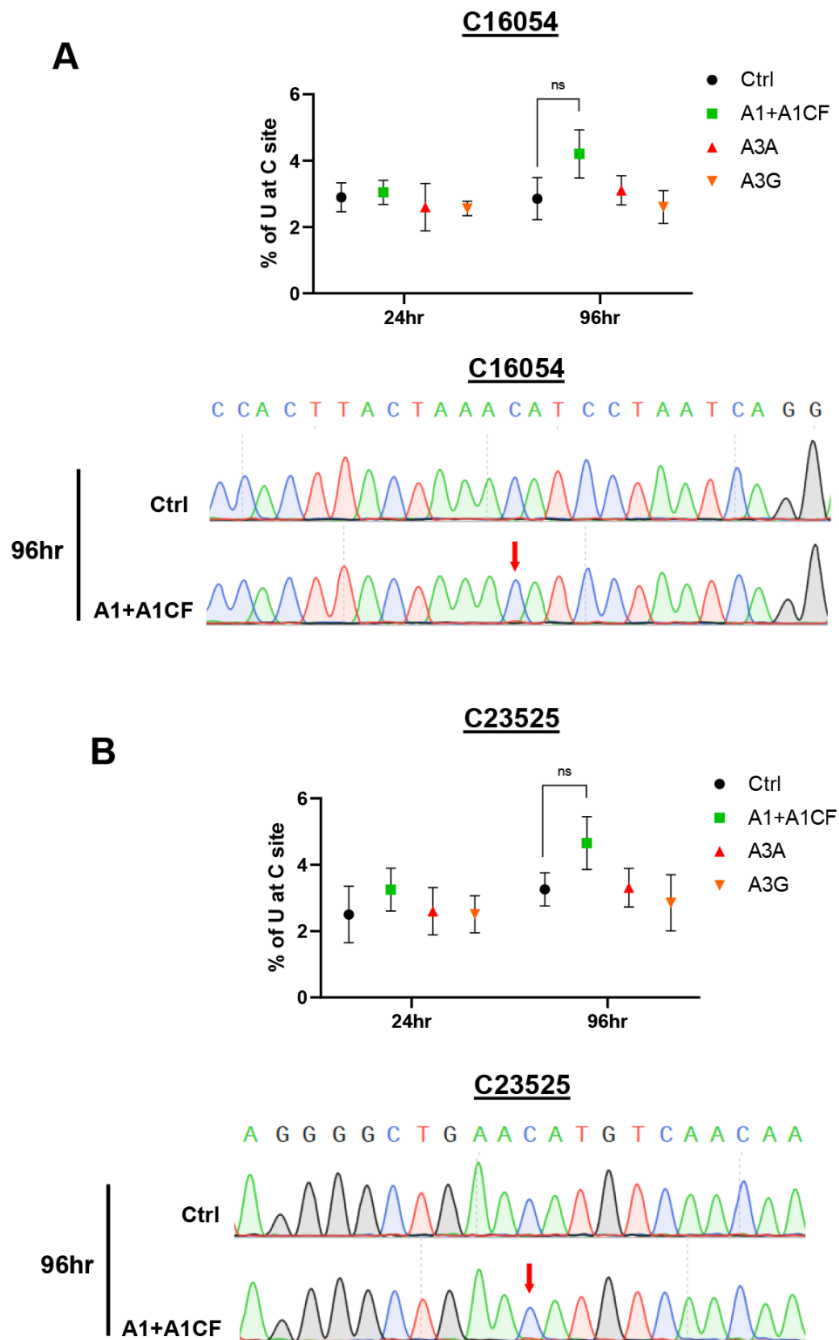 C16054
A
Ctrl
A1+A1CF
A3A
A3G
ns
% of U at C site
6
4
2
0
24hr 96hr
C16054
C C A C T T A C T A A A C A T C C T A A T C A G G
Ctrl
96hr
A1+A1CF
C23525
B
Ctrl
A1+A1CF
A3A
A3G
ns
% of U at C site
6
4
2
0
24hr 96hr
C23525
A G G G G C T G A A C A T G T C A A C A A
Ctrl
96hr
A1+A1CF